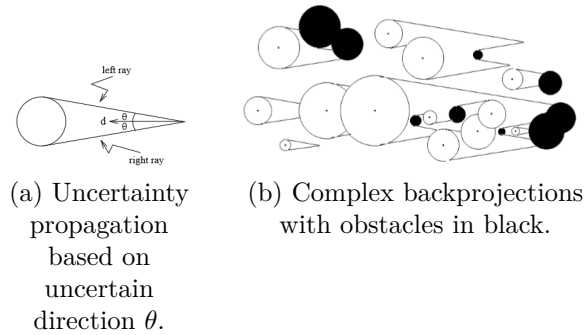 left ray
θ
d
θ
right ray
(a) Uncertainty
propagation
based on
uncertain
direction θ.
(b) Complex backprojections
with obstacles in black.